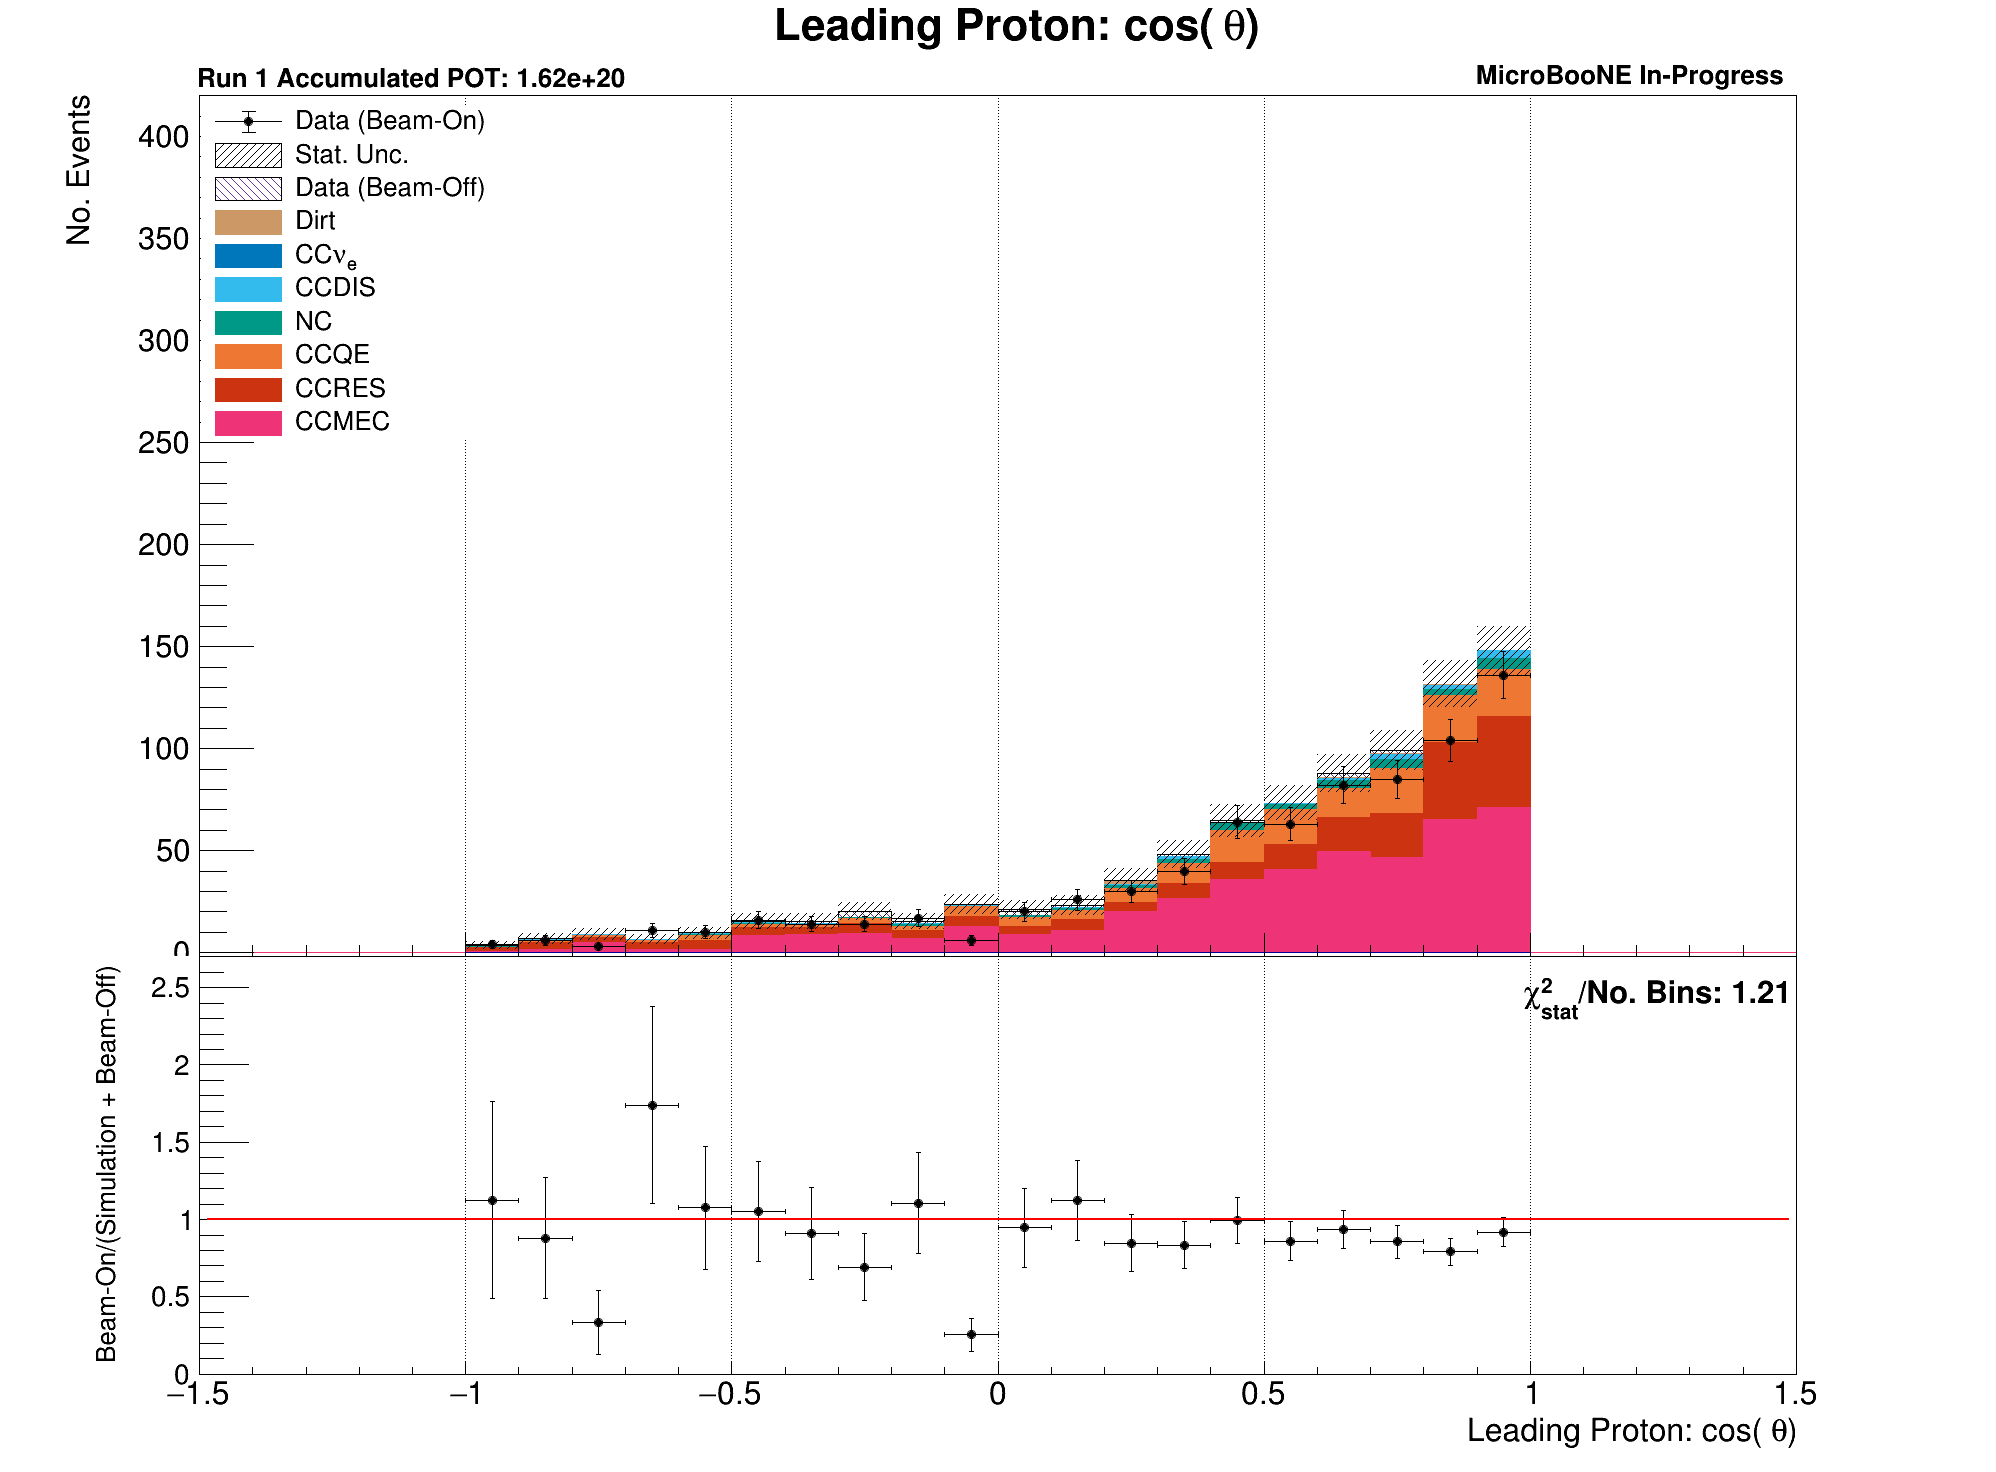 Leading Proton: cos( θ)
Run 1 Accumulated POT: 1.62e+20
MicroBooNE In-Progress
No. Events
400
350
300
250
200
150
100
50
0
Data (Beam-On)
Stat. Unc.
Data (Beam-Off)
Dirt
CCνe
CCDIS
NC
CCQE
CCRES
CCMEC
Beam-On/(Simulation + Beam-Off)
2.5
2
1.5
1
0.5
0
χ²stat/No. Bins: 1.21
−1.5 −1 −0.5 0 0.5 1 1.5
Leading Proton: cos( θ)